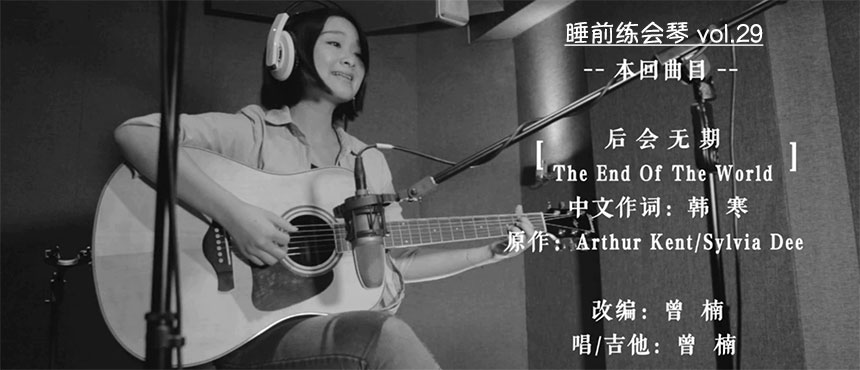 睡前练会琴 vol.29
-- 本回曲目 --
[ 后会无期 ]
The End Of The World
中文作词：韩 寒
原作：Arthur Kent/Sylvia Dee
改编：曾 楠
唱/吉他：曾 楠